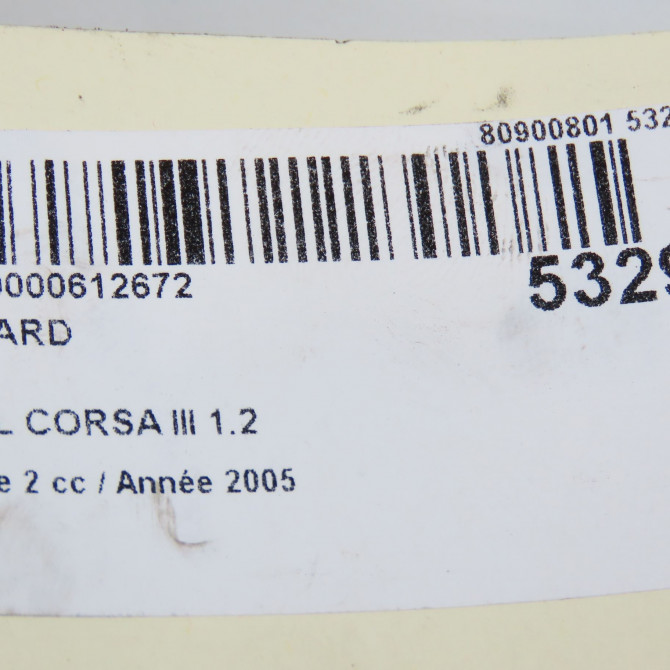 80900801 532
0000612672
5329
ARD
L CORSA III 1.2
e 2 cc / Année 2005